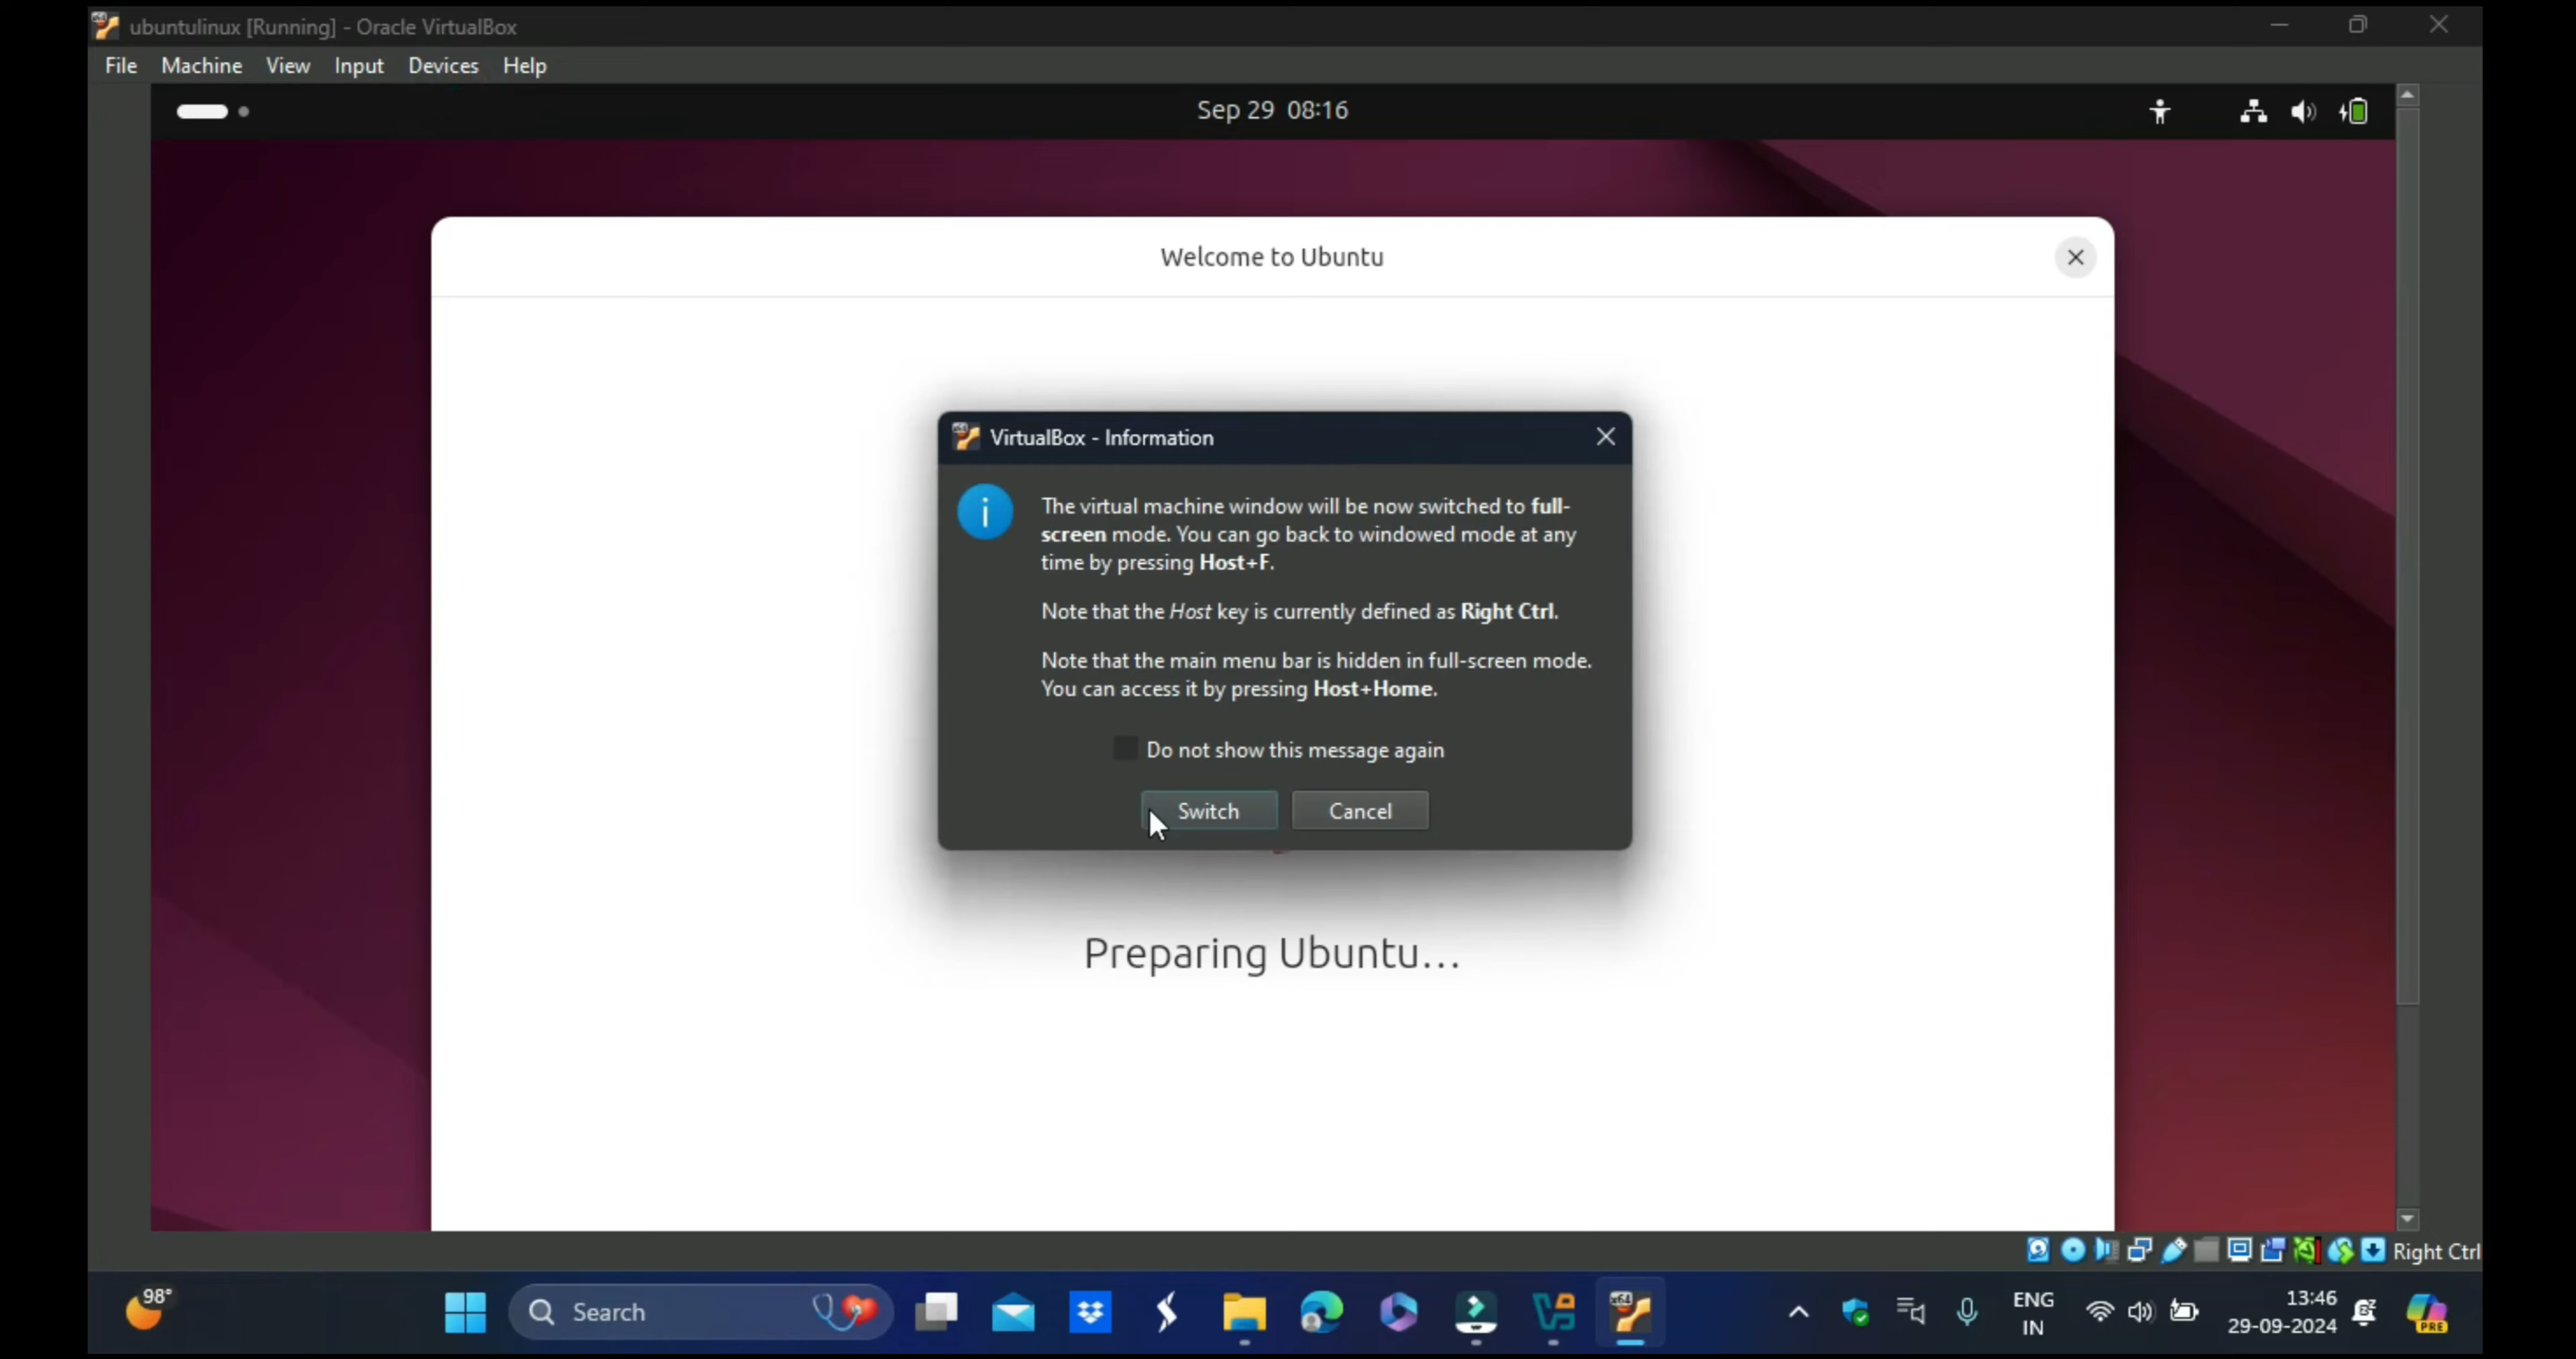 ubuntulinux [Running] - Oracle VirtualBox
File Machine View Input Devices Help
Sep 29 08:16
Welcome to Ubuntu
VirtualBox - Information
The virtual machine window will be now switched to full-
screen mode. You can go back to windowed mode at any
time by pressing Host+F.
Note that the Host key is currently defined as Right Ctrl.
Note that the main menu bar is hidden in full-screen mode.
You can access it by pressing Host+Home.
Do not show this message again
Switch Cancel
Preparing Ubuntu...
Right Ctrl
98°
Search
x64
ENG
IN
13:46
29-09-2024
PRE